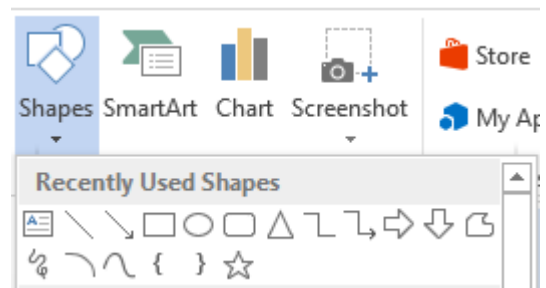 Store
Shapes SmartArt Chart Screenshot
My Ap
Recently Used Shapes